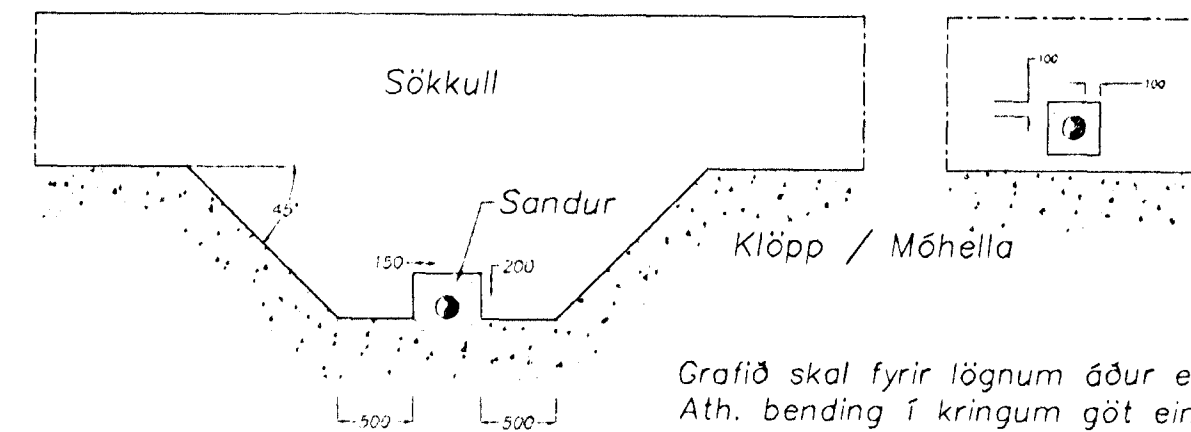 Sökkull
100
100
45°
Sandur
150
200
Klöpp / Móhella
Grafið skal fyrir lögnum áður e
500
500
Ath. bending í kringum göt eir